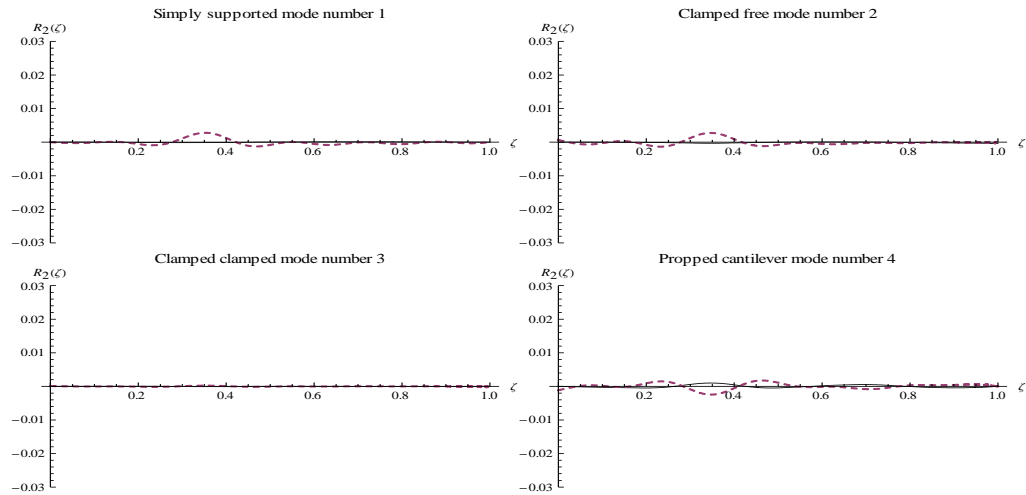 Simply supported mode number 1
R2(ζ)
0.03
0.02
0.01
−0.01
−0.02
−0.03
0.2 0.4 0.6 0.8 1.0 ζ
Clamped free mode number 2
R2(ζ)
0.03
0.02
0.01
−0.01
−0.02
−0.03
0.2 0.4 0.6 0.8 1.0 ζ
Clamped clamped mode number 3
R2(ζ)
0.03
0.02
0.01
−0.01
−0.02
−0.03
0.2 0.4 0.6 0.8 1.0 ζ
Propped cantilever mode number 4
R2(ζ)
0.03
0.02
0.01
−0.01
−0.02
−0.03
0.2 0.4 0.6 0.8 1.0 ζ